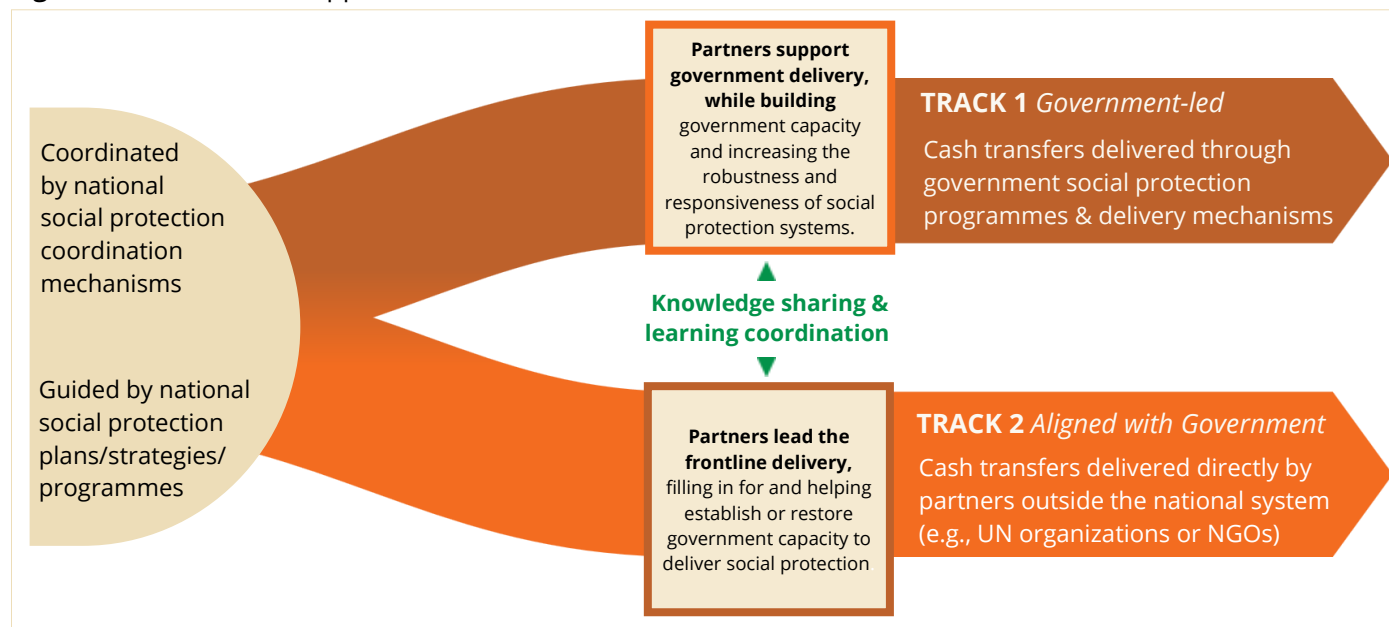 Coordinated
by national
social protection
coordination
mechanisms
Guided by national
social protection
plans/strategies/
programmes
Partners support
government delivery,
while building
government capacity
and increasing the
robustness and
responsiveness of social
protection systems.
Knowledge sharing &
learning coordination
Partners lead the
frontline delivery,
filling in for and helping
establish or restore
government capacity to
deliver social protection.
TRACK 1 Government-led
Cash transfers delivered through
government social protection
programmes & delivery mechanisms
TRACK 2 Aligned with Government
Cash transfers delivered directly by
partners outside the national system
(e.g., UN organizations or NGOs)